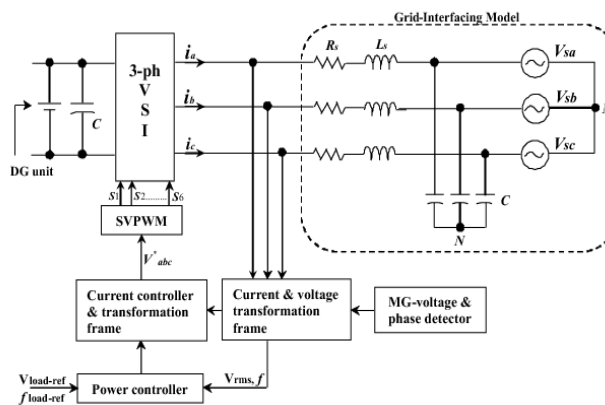 Grid-Interfacing Model
3-ph
V
S
I
C
DG unit
ia
ib
ic
Rs
Ls
Vsa
Vsb
Vsc
C
N
S1 S2.........S6
SVPWM
V*abc
Current controller
& transformation
frame
Current & voltage
transformation
frame
MG-voltage &
phase detector
Vload-ref
f load-ref
Power controller
Vrms, f